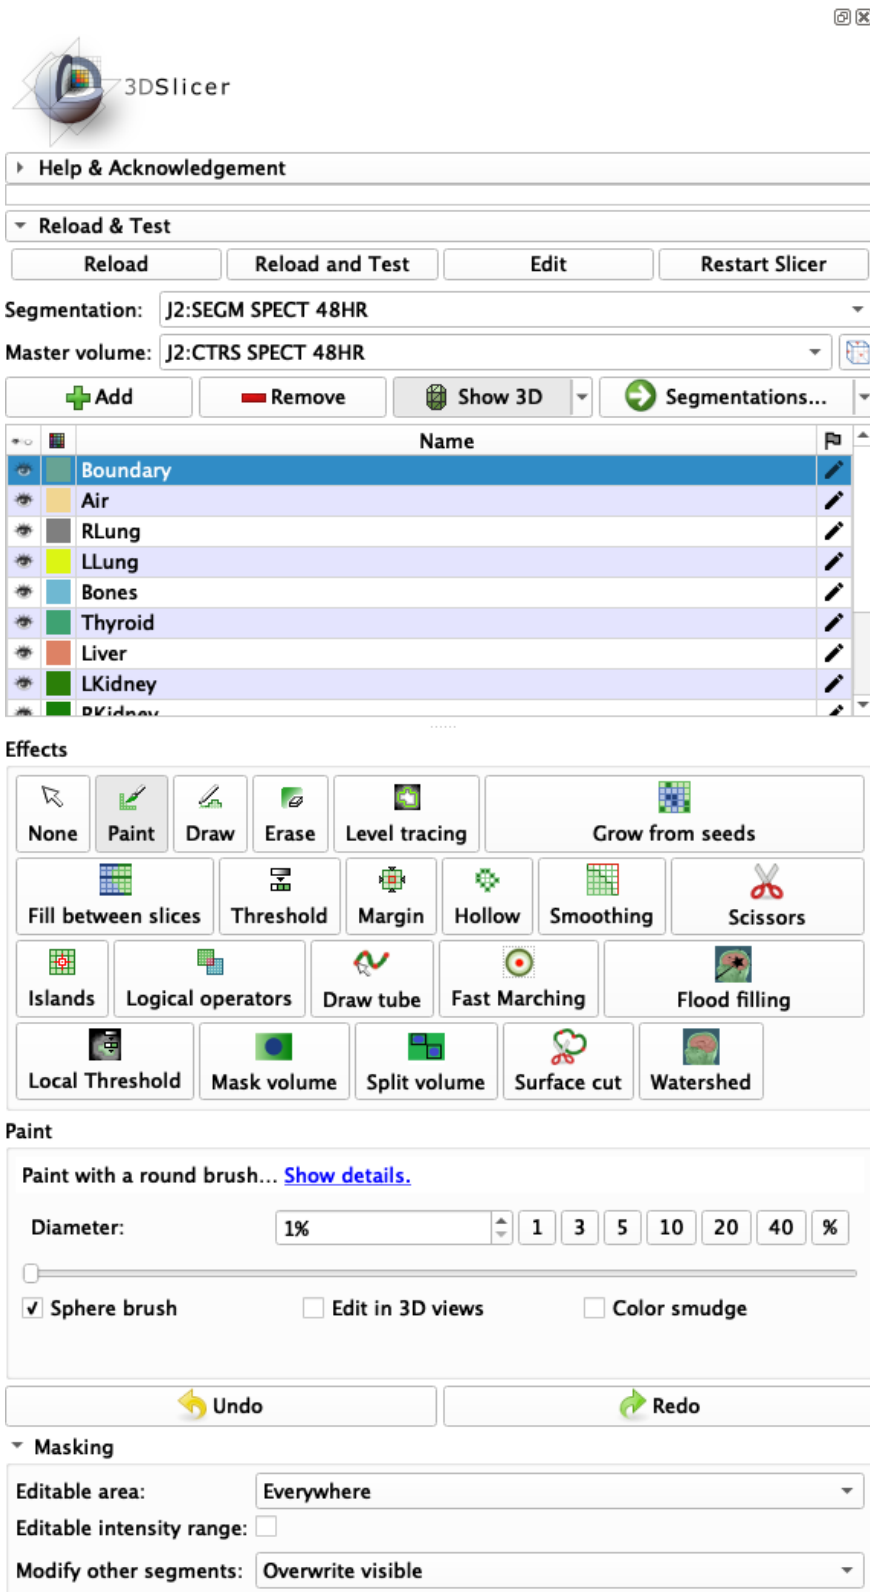 3DSlicer
Help & Acknowledgement
Reload & Test
Reload Reload and Test Edit Restart Slicer
Segmentation: J2:SEGM SPECT 48HR
Master volume: J2:CTRS SPECT 48HR
Add Remove Show 3D Segmentations...
Name
Boundary
Air
RLung
LLung
Bones
Thyroid
Liver
LKidney
RKidney
Effects
None Paint Draw Erase Level tracing Grow from seeds
Fill between slices Threshold Margin Hollow Smoothing Scissors
Islands Logical operators Draw tube Fast Marching Flood filling
Local Threshold Mask volume Split volume Surface cut Watershed
Paint
Paint with a round brush... Show details.
Diameter: 1% 1 3 5 10 20 40 %
Sphere brush Edit in 3D views Color smudge
Undo Redo
Masking
Editable area: Everywhere
Editable intensity range:
Modify other segments: Overwrite visible